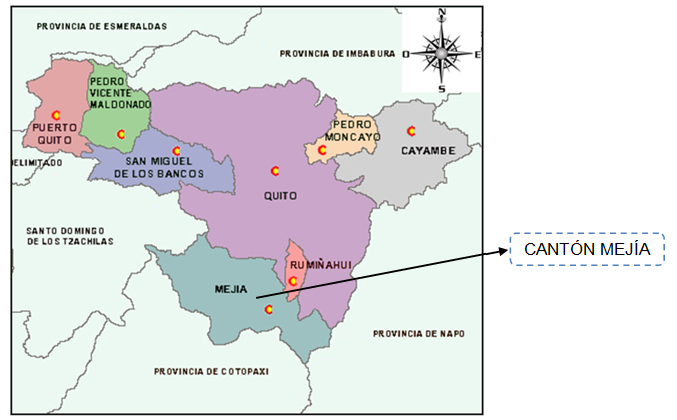 PROVINCIA DE ESMERALDAS
N
PROVINCIA DE IMBABURA
O
E
S
PEDRO
VICENTE
MALDONADO
PUERTO
QUITO
PEDRO
MONCAYO
CAYAMBE
DELIMITADO
SAN MIGUEL
DE LOS BANCOS
QUITO
SANTO DOMINGO
DE LOS TZACHILAS
CANTÓN MEJÍA
RUMIÑAHUI
MEJIA
PROVINCIA DE NAPO
PROVINCIA DE COTOPAXI